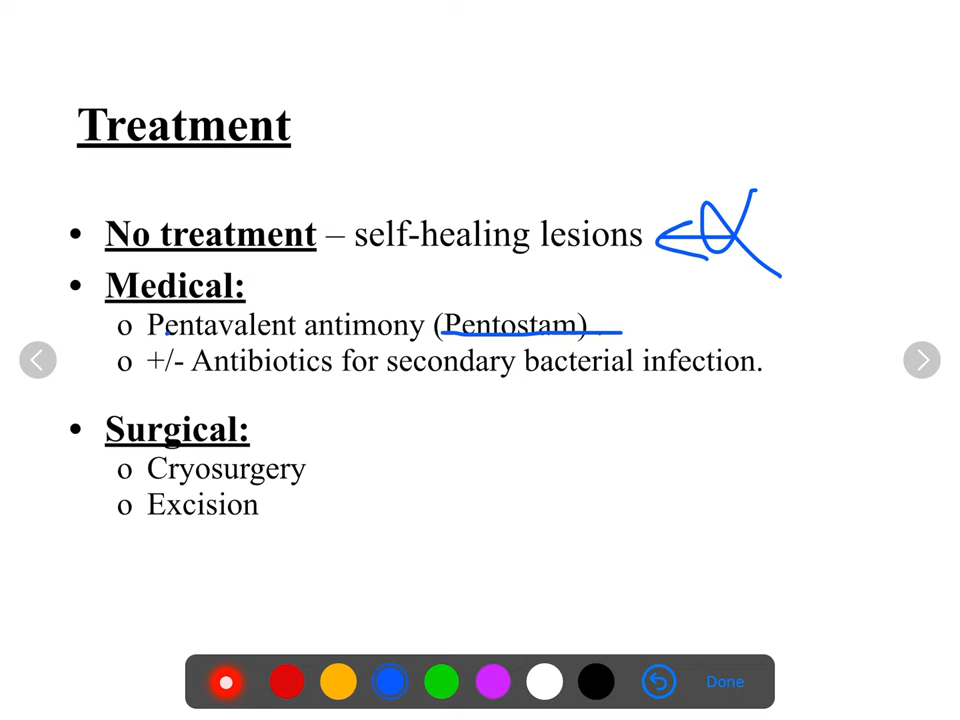 Treatment
• No treatment – self-healing lesions
• Medical:
o Pentavalent antimony (Pentostam) .
o +/- Antibiotics for secondary bacterial infection.
• Surgical:
o Cryosurgery
o Excision
Done